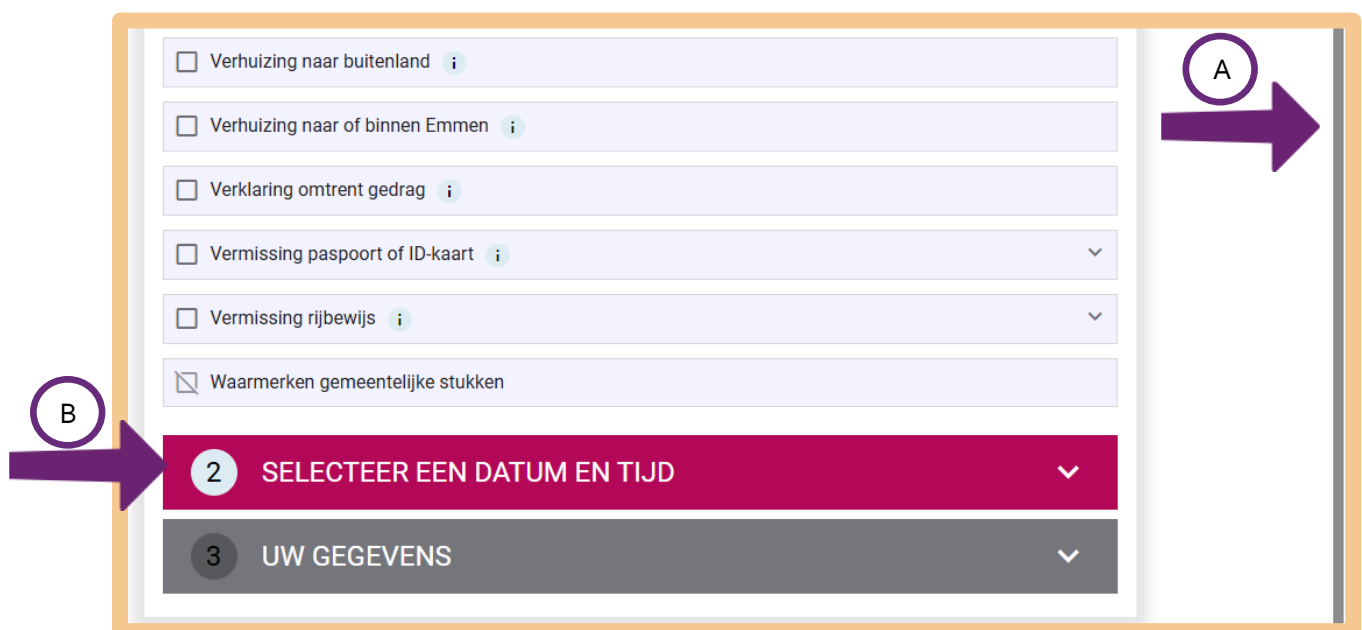 Verhuizing naar buitenland i
A
Verhuizing naar of binnen Emmen i
Verklaring omtrent gedrag i
Vermissing paspoort of ID-kaart i
Vermissing rijbewijs i
Waarmerken gemeentelijke stukken
B
2 SELECTEER EEN DATUM EN TIJD
3 UW GEGEVENS